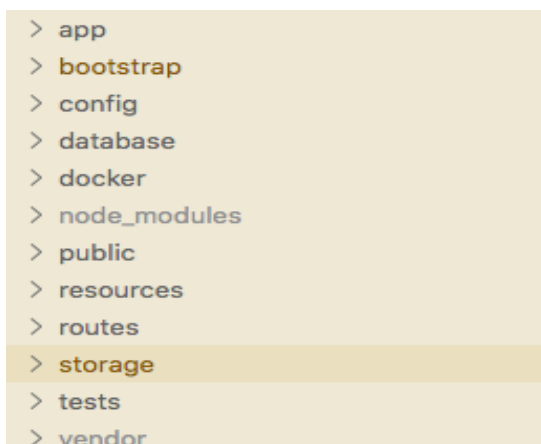 app
bootstrap
config
database
docker
node_modules
public
resources
routes
storage
tests
vendor